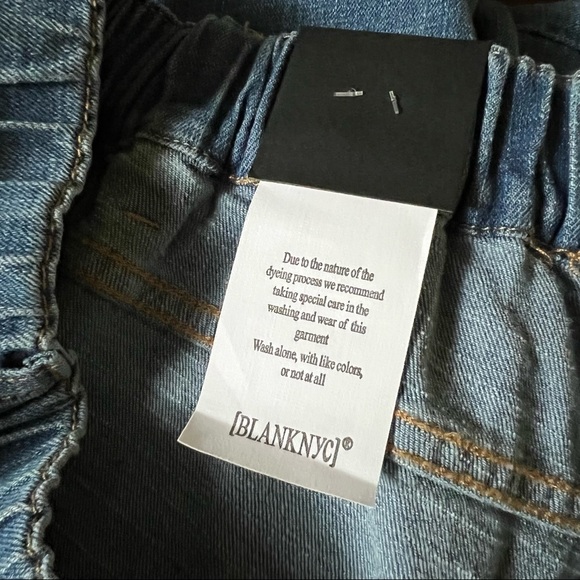 Due to the nature of the
dyeing process we recommend
taking special care in the
washing and wear of this
garment
Wash alone, with like colors,
or not at all
[BLANKNYC]®